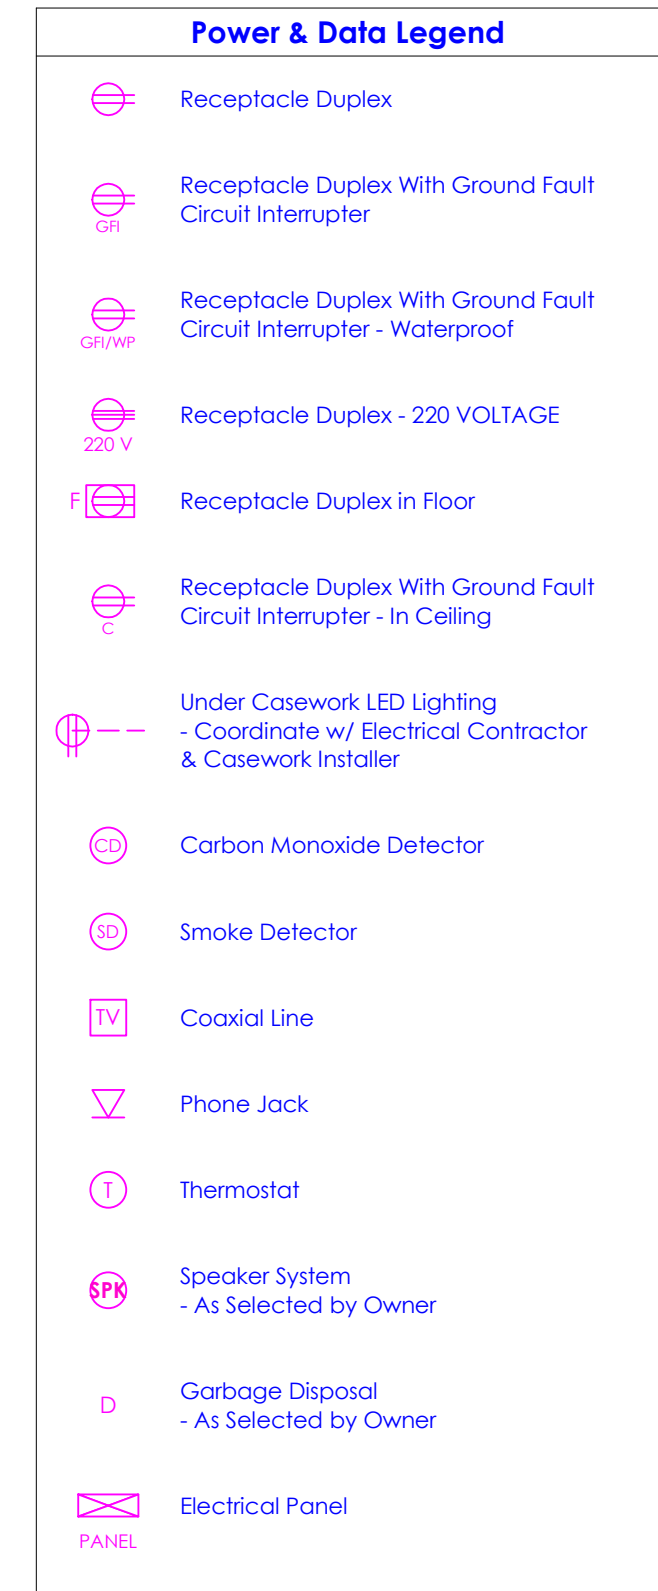 Power & Data Legend
Receptacle Duplex
Receptacle Duplex With Ground Fault
Circuit Interrupter
GFI
Receptacle Duplex With Ground Fault
Circuit Interrupter - Waterproof
GFI/WP
Receptacle Duplex - 220 VOLTAGE
220 V
F
Receptacle Duplex in Floor
Receptacle Duplex With Ground Fault
Circuit Interrupter - In Ceiling
C
Under Casework LED Lighting
- Coordinate w/ Electrical Contractor
& Casework Installer
CD
Carbon Monoxide Detector
SD
Smoke Detector
TV
Coaxial Line
Phone Jack
T
Thermostat
SPK
Speaker System
- As Selected by Owner
D
Garbage Disposal
- As Selected by Owner
Electrical Panel
PANEL